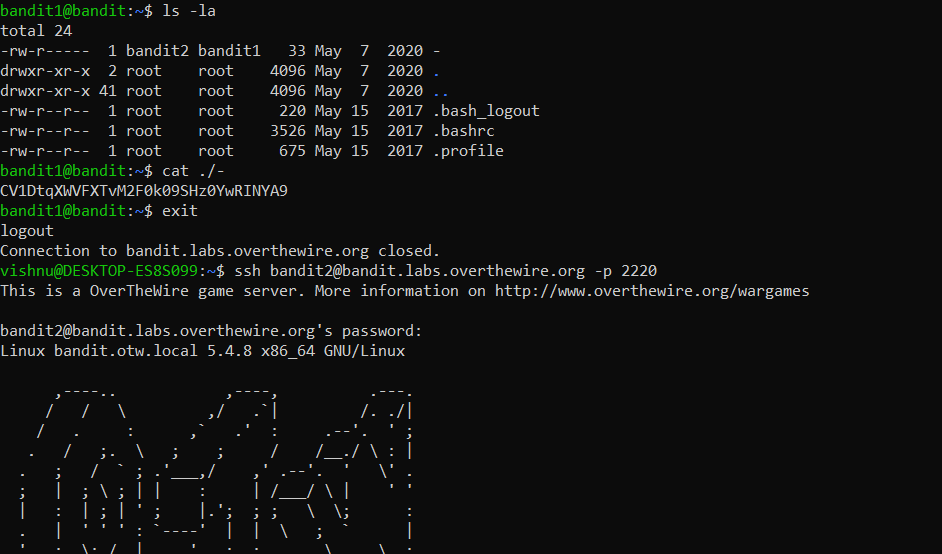 bandit1@bandit:~$ ls -la
total 24
-rw-r----- 1 bandit2 bandit1 33 May 7 2020 -
drwxr-xr-x 2 root root 4096 May 7 2020 .
drwxr-xr-x 41 root root 4096 May 7 2020 ..
-rw-r--r-- 1 root root 220 May 15 2017 .bash_logout
-rw-r--r-- 1 root root 3526 May 15 2017 .bashrc
-rw-r--r-- 1 root root 675 May 15 2017 .profile
bandit1@bandit:~$ cat ./-
CV1DtqXWVFXTvM2F0k09SHz0YwRINYA9
bandit1@bandit:~$ exit
logout
Connection to bandit.labs.overthewire.org closed.
vishnu@DESKTOP-ES8S099:~$ ssh bandit2@bandit.labs.overthewire.org -p 2220
This is a OverTheWire game server. More information on http://www.overthewire.org/wargames
bandit2@bandit.labs.overthewire.org's password:
Linux bandit.otw.local 5.4.8 x86_64 GNU/Linux